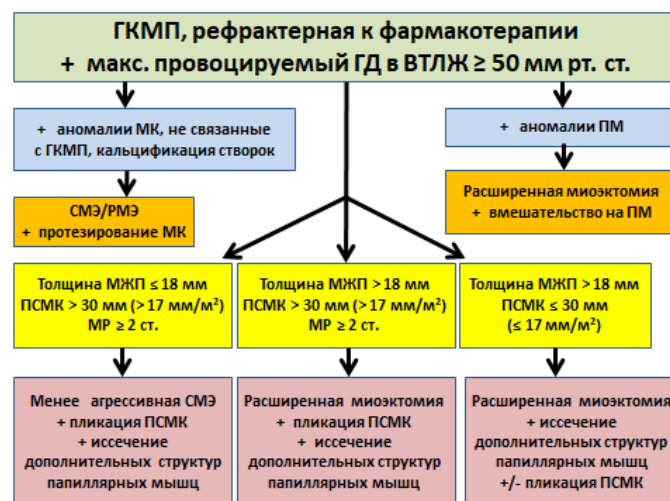 ГКМП, рефрактерная к фармакотерапии
+ макс. провоцируемый ГД в ВТЛЖ ≥ 50 мм рт. ст.
+ аномалии МК, не связанные
с ГКМП, кальцификация створок
+ аномалии ПМ
СМЭ/РМЭ
+ протезирование МК
Расширенная миоэктомия
+ вмешательство на ПМ
Толщина МЖП ≤ 18 мм
ПСМК > 30 мм (> 17 мм/м²)
МР ≥ 2 ст.
Толщина МЖП > 18 мм
ПСМК > 30 мм (> 17 мм/м²)
МР ≥ 2 ст.
Толщина МЖП > 18 мм
ПСМК ≤ 30 мм
(≤ 17 мм/м²)
Менее агрессивная СМЭ
+ пликация ПСМК
+ иссечение
дополнительных структур
папиллярных мышц
Расширенная миоктомия
+ пликация ПСМК
+ иссечение
дополнительных структур
папиллярных мышц
Расширенная миоэктомия
+ иссечение
дополнительных структур
папиллярных мышц
+/- пликация ПСМК